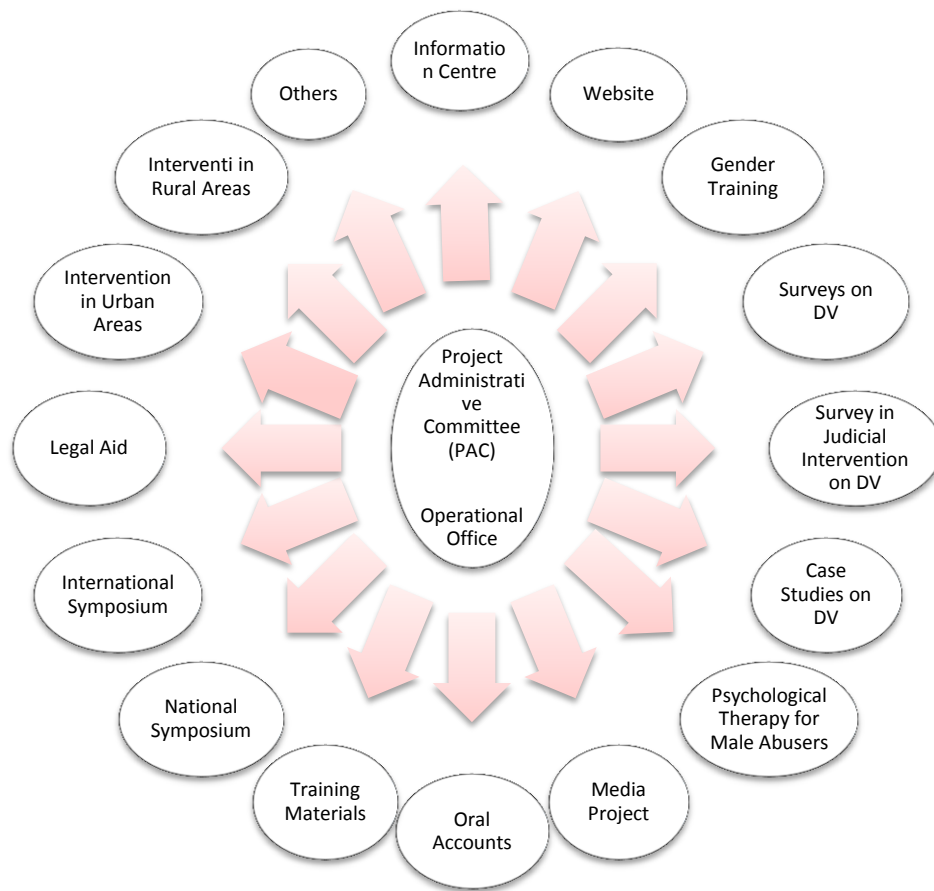 Informatio
n Centre
Website
Gender
Training
Surveys on
DV
Survey in
Judicial
Intervention
on DV
Case
Studies on
DV
Psychological
Therapy for
Male Abusers
Media
Project
Oral
Accounts
Training
Materials
National
Symposium
International
Symposium
Legal Aid
Intervention
in Urban
Areas
Interventi in
Rural Areas
Others
Project
Administrati
ve
Committee
(PAC)
Operational
Office